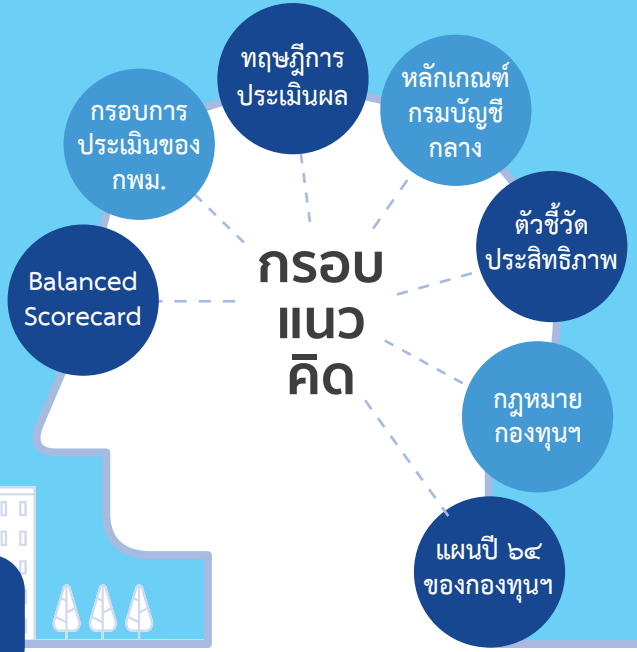 ทฤษฎีการ
ประเมินผล
หลักเกณฑ์
กรมบัญชี
กลาง
กรอบการ
ประเมินของ
กพม.
ตัวชี้วัด
ประสิทธิภาพ
Balanced
Scorecard
กรอบ
แนว
คิด
กฎหมาย
กองทุนฯ
แผนปี ๖๔
ของกองทุนฯ